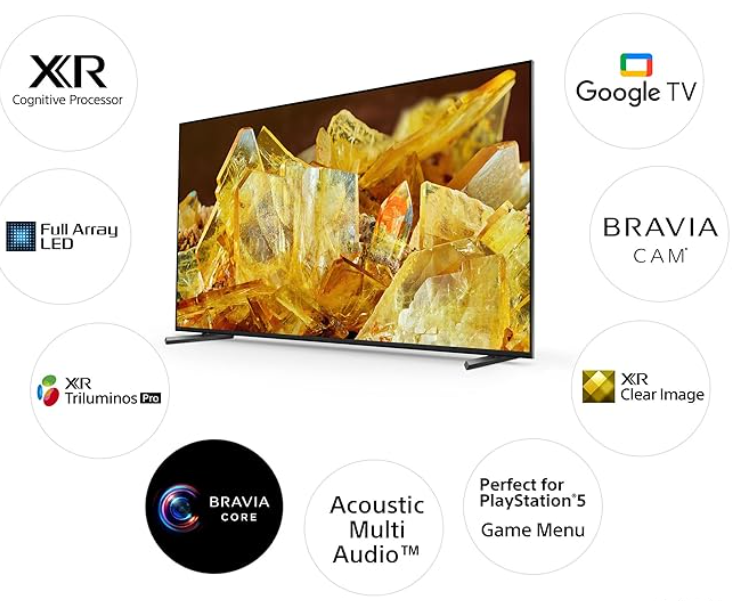 XR
Cognitive Processor
Google TV
Full Array
LED
BRAVIA
CAM*
XR
Triluminos Pro
XR
Clear Image
BRAVIA
CORE
Acoustic
Multi
Audio™
Perfect for
PlayStation®5
Game Menu